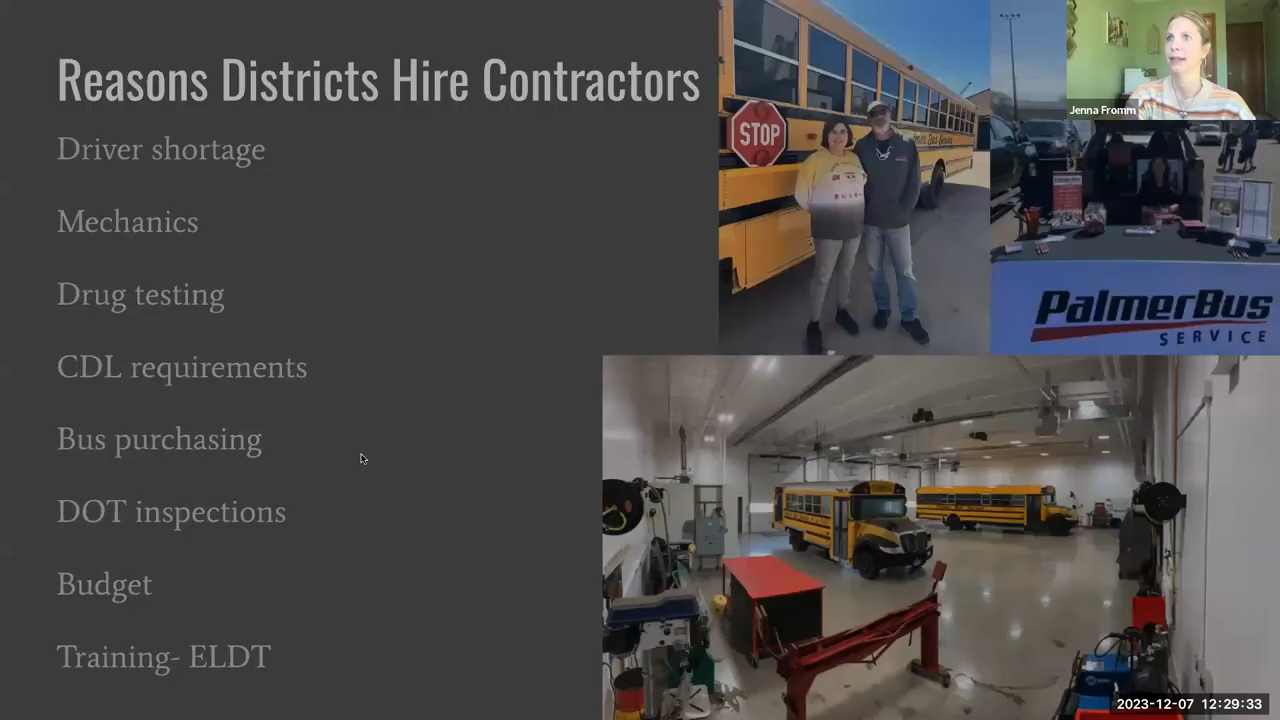 Reasons Districts Hire Contractors
Driver shortage
Mechanics
Drug testing
CDL requirements
Bus purchasing
DOT inspections
Budget
Training- ELDT
STOP
Jenna Fromm
PalmerBus
SERVICE
2023-12-07 12:29:33